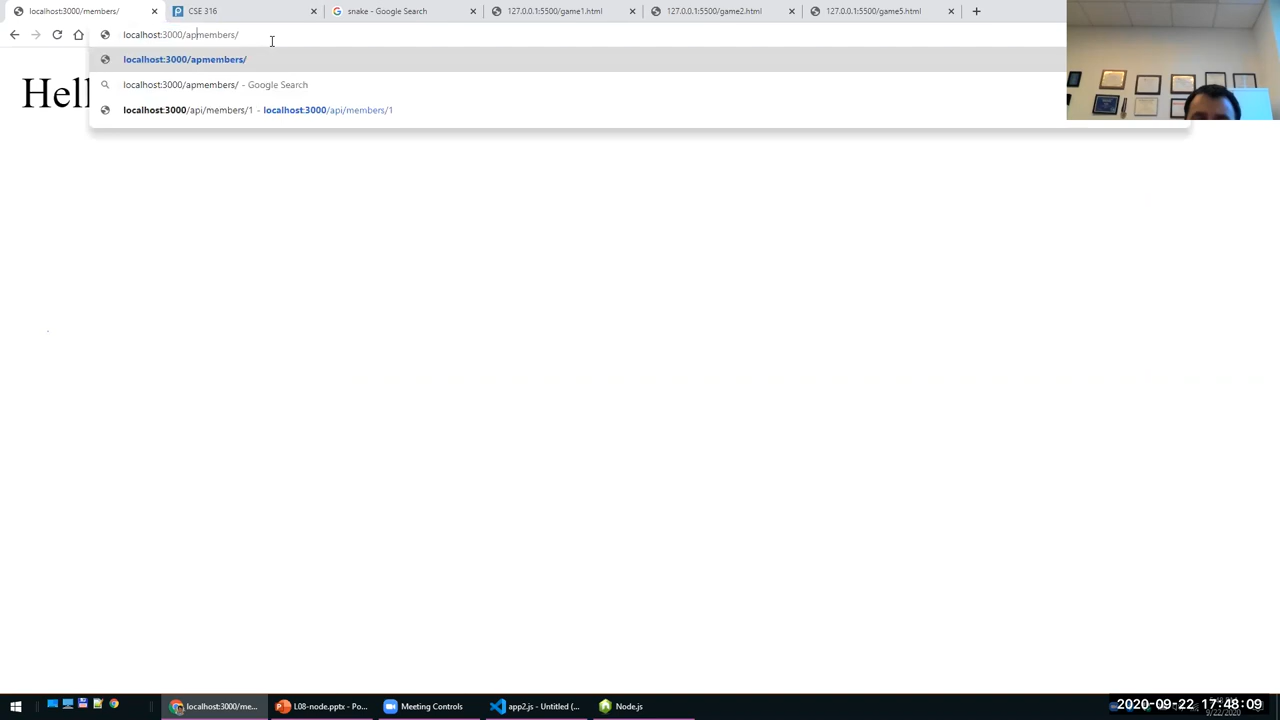 localhost:3000/members/
CSE 316
snake - Google Search
127.0.0.1:5500/game1.html
127.0.0.1:5500/game2.html
127.0.0.1:5500/game5.html
localhost:3000/apmembers/
localhost:3000/apmembers/
localhost:3000/apmembers/ - Google Search
localhost:3000/api/members/1 - localhost:3000/api/members/1
Hell
localhost:3000/me...
L08-node.pptx - Po...
Meeting Controls
app2.js - Untitled (...
Node.js
2020-09-22 17:48:09
9/22/2020